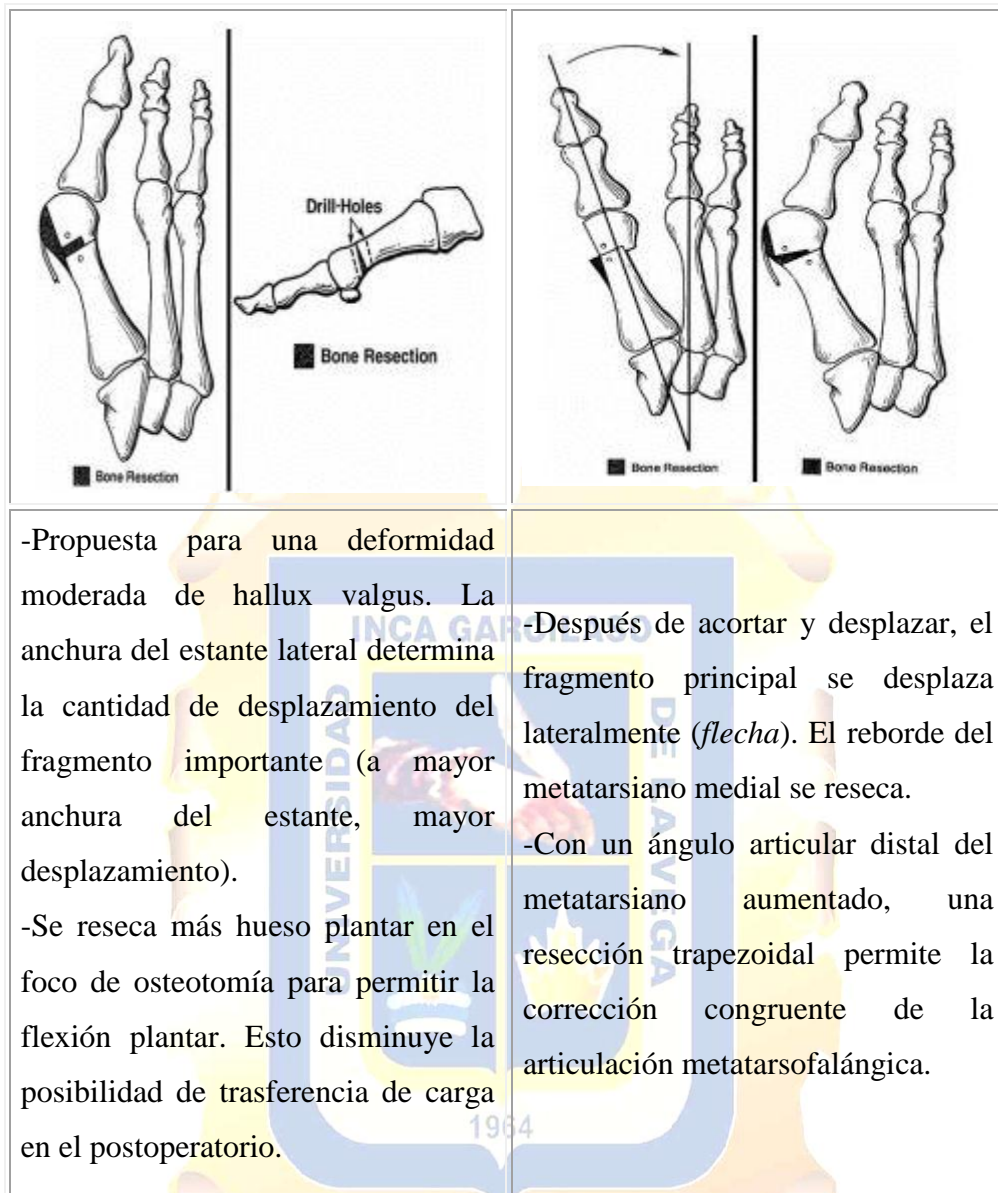 Drill-Holes
Bone Resection
Bone Resection
Bone Resection
Bone Resection
-Propuesta para una deformidad
moderada de hallux valgus. La
anchura del estante lateral determina
la cantidad de desplazamiento del
fragmento importante (a mayor
anchura del estante, mayor
desplazamiento).
-Se reseca más hueso plantar en el
foco de osteotomía para permitir la
flexión plantar. Esto disminuye la
posibilidad de trasferencia de carga
en el postoperatorio.
-Después de acortar y desplazar, el
fragmento principal se desplaza
lateralmente (flecha). El reborde del
metatarsiano medial se reseca.
-Con un ángulo articular distal del
metatarsiano aumentado, una
resección trapezoidal permite la
corrección congruente de la
articulación metatarsofalángica.
UNIVERSIDAD
INCA GARCILASO
DE LA VEGA
1964